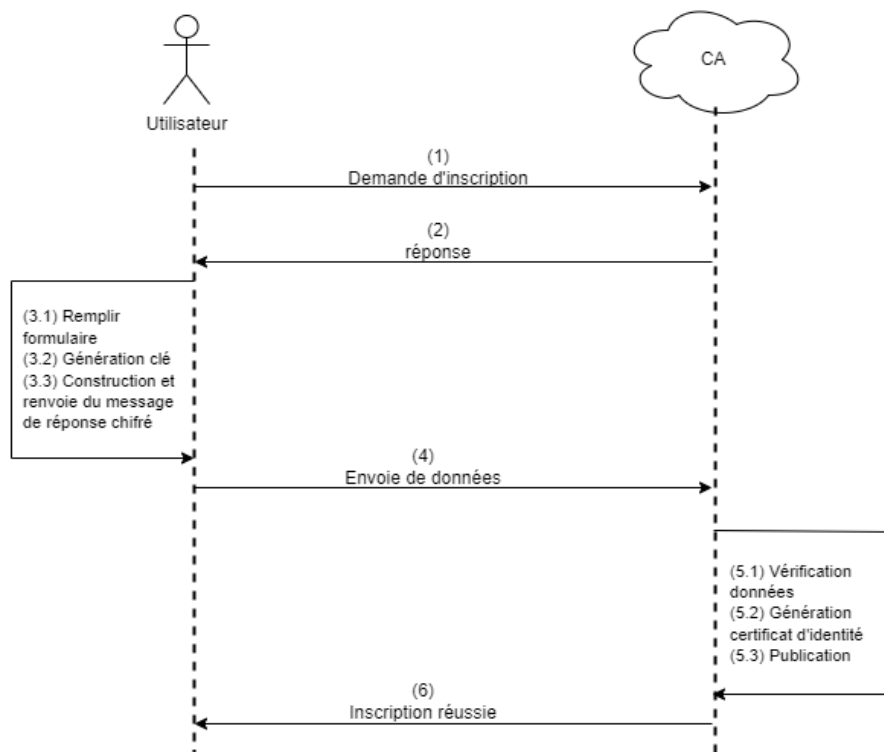 CA
Utilisateur
(1)
Demande d'inscription
(2)
réponse
(3.1) Remplir
formulaire
(3.2) Génération clé
(3.3) Construction et
renvoie du message
de réponse chifré
(4)
Envoie de données
(5.1) Vérification
données
(5.2) Génération
certificat d'identité
(5.3) Publication
(6)
Inscription réussie